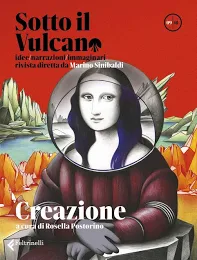 Sotto il
Vulcano
idee/narrazioni/immaginari
rivista diretta da Marino Sinibaldi
Creazione
a cura di Rosella Postorino
Feltrinelli